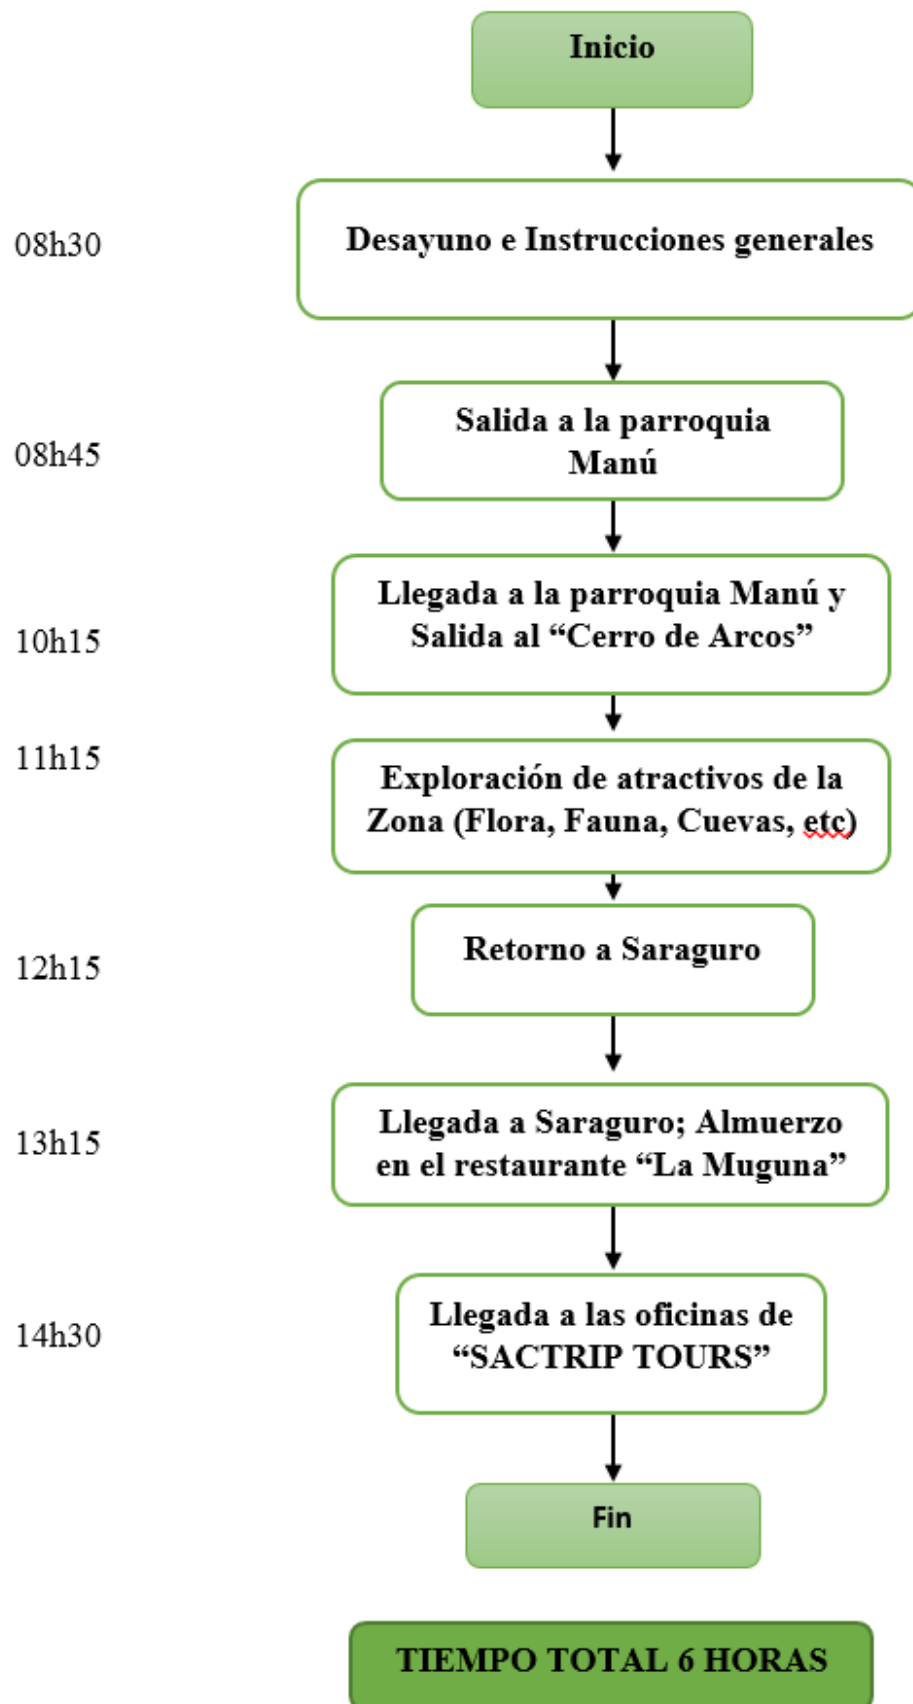 Inicio
08h30
Desayuno e Instrucciones generales
08h45
Salida a la parroquia
Manú
10h15
Llegada a la parroquia Manú y
Salida al “Cerro de Arcos”
11h15
Exploración de atractivos de la
Zona (Flora, Fauna, Cuevas, etc)
12h15
Retorno a Saraguro
13h15
Llegada a Saraguro; Almuerzo
en el restaurante “La Muguna”
14h30
Llegada a las oficinas de
“SACTRIP TOURS”
Fin
TIEMPO TOTAL 6 HORAS